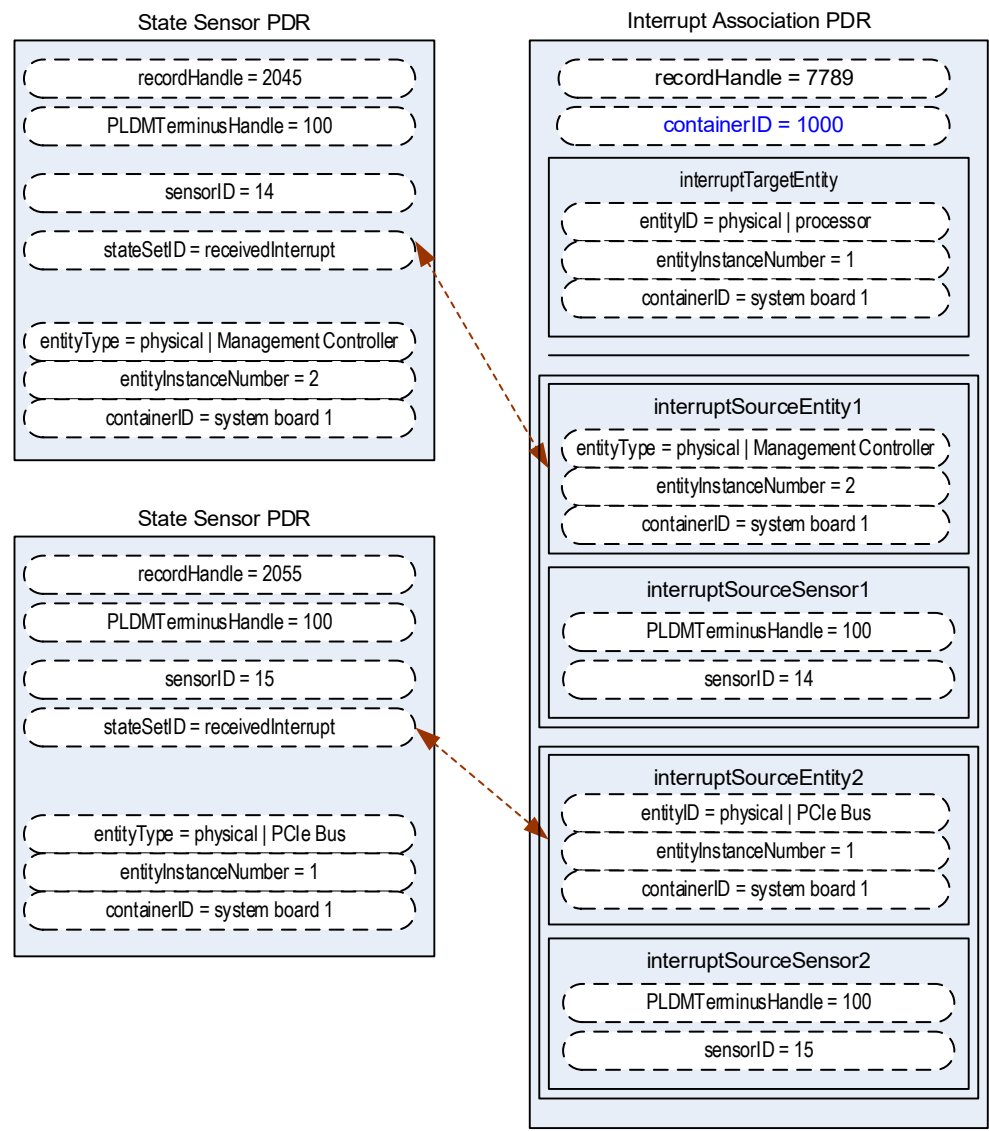 State Sensor PDR
recordHandle = 2045
PLDMTerminusHandle = 100
sensorID = 14
stateSetID = receivedInterrupt
entityType = physical | Management Controller
entityInstanceNumber = 2
containerID = system board 1
State Sensor PDR
recordHandle = 2055
PLDMTerminusHandle = 100
sensorID = 15
stateSetID = receivedInterrupt
entityType = physical | PCIe Bus
entityInstanceNumber = 1
containerID = system board 1
Interrupt Association PDR
recordHandle = 7789
containerID = 1000
interruptTargetEntity
entityID = physical | processor
entityInstanceNumber = 1
containerID = system board 1
interruptSourceEntity1
entityType = physical | Management Controller
entityInstanceNumber = 2
containerID = system board 1
interruptSourceSensor1
PLDMTerminusHandle = 100
sensorID = 14
interruptSourceEntity2
entityID = physical | PCIe Bus
entityInstanceNumber = 1
containerID = system board 1
interruptSourceSensor2
PLDMTerminusHandle = 100
sensorID = 15